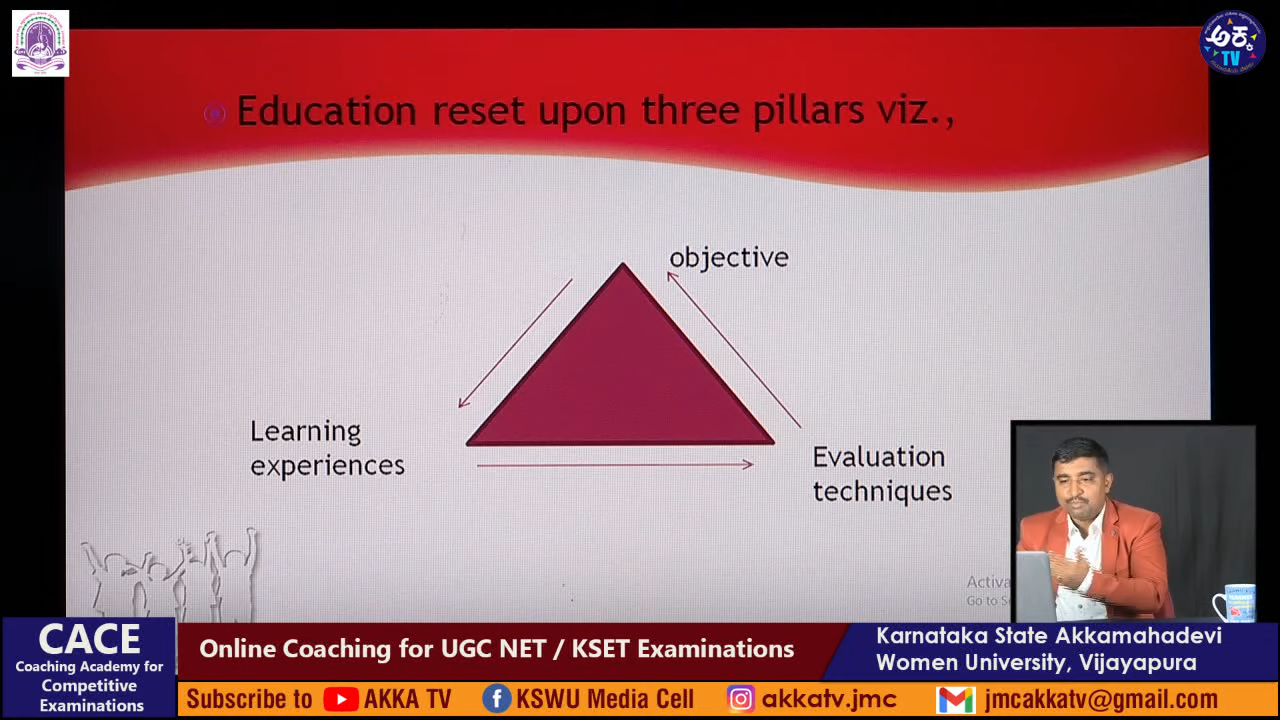 ಅಕ್ಕ
TV
Education reset upon three pillars viz.,
objective
Learning
experiences
Evaluation
techniques
Activa
Go to S
CACE
Coaching Academy for
Competitive
Examinations
Online Coaching for UGC NET / KSET Examinations
Karnataka State Akkamahadevi
Women University, Vijayapura
Subscribe to AKKA TV KSWU Media Cell akkatv.jmc jmcakkatv@gmail.com